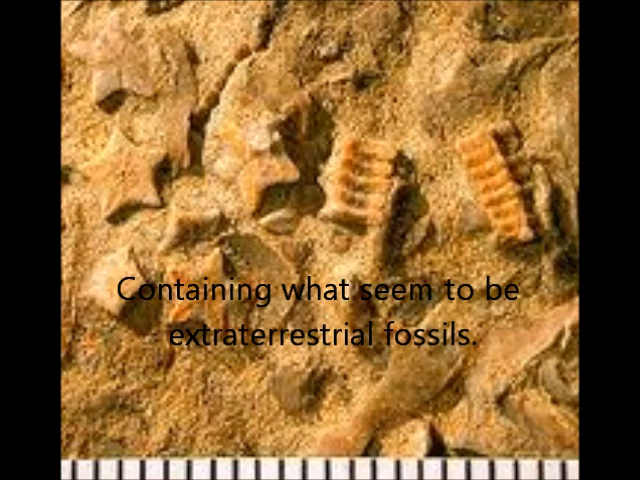 Containing what seem to be
extraterrestrial fossils.